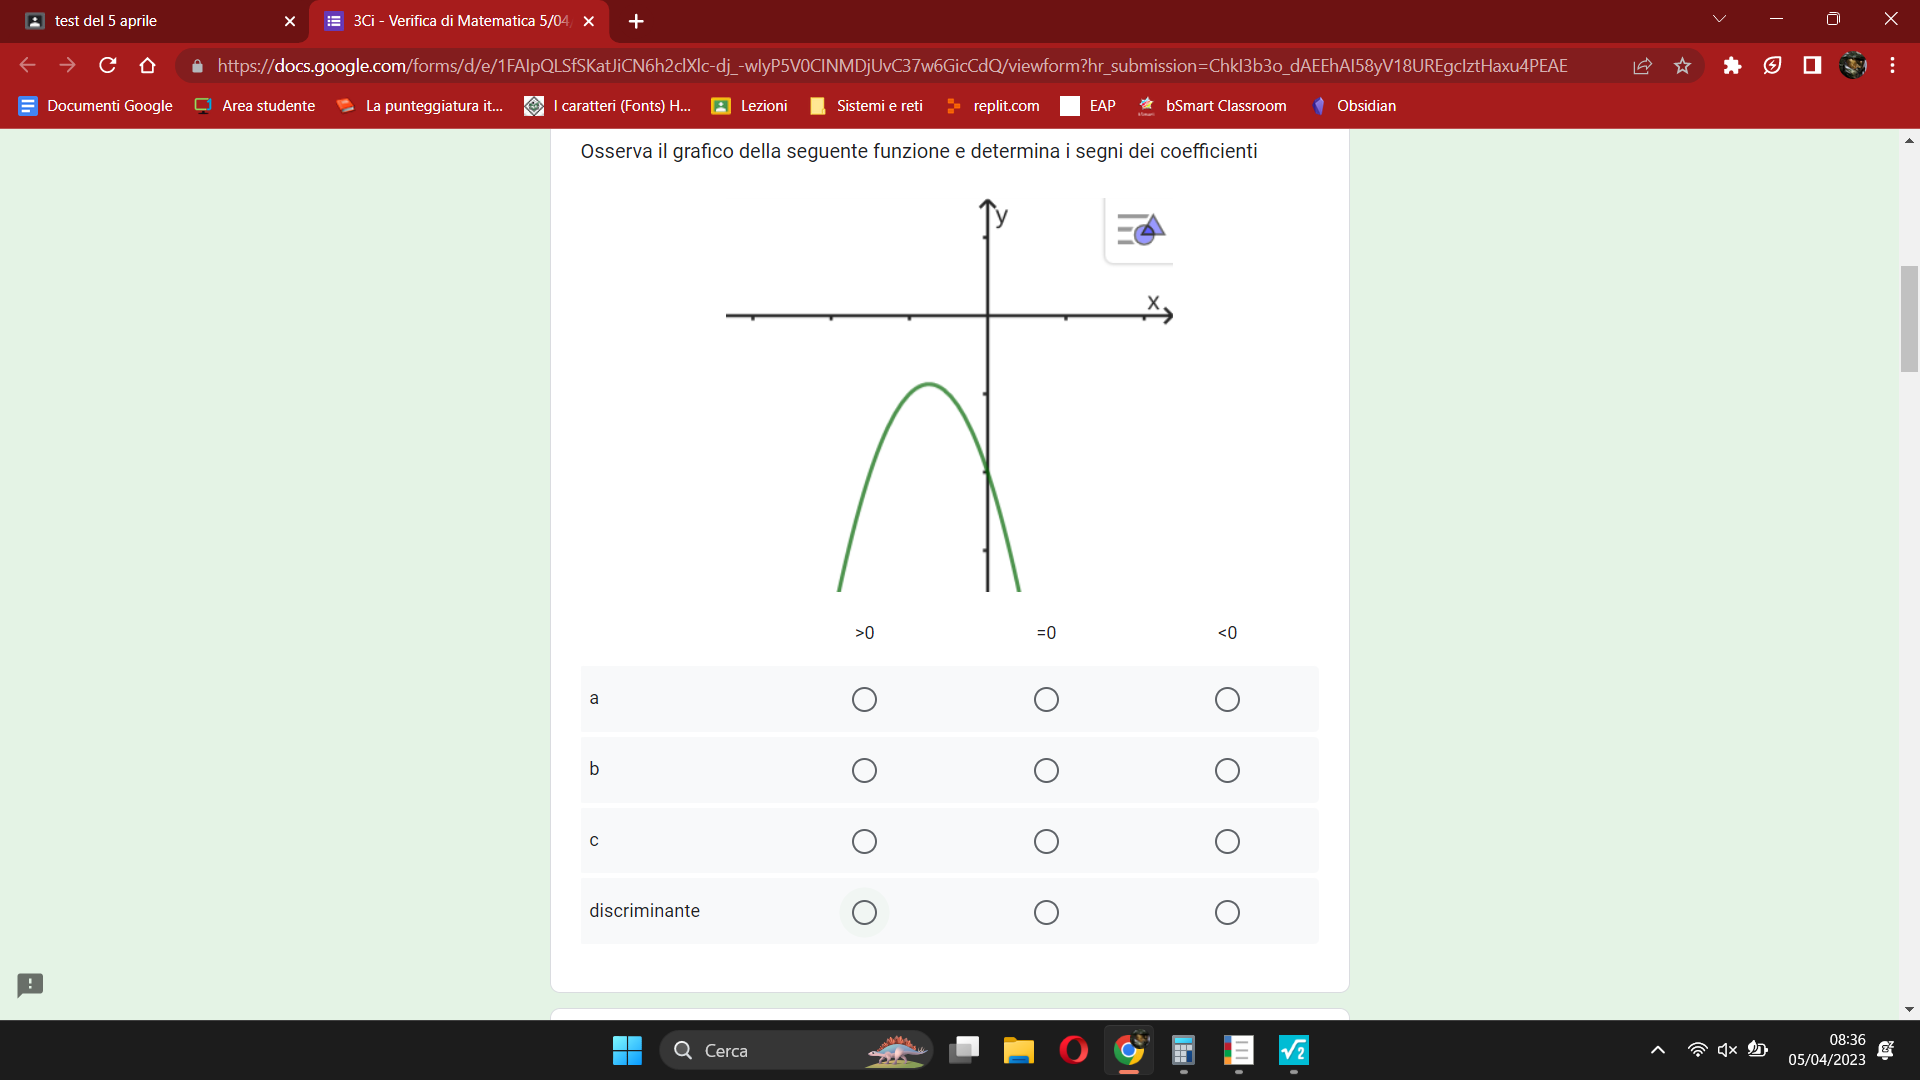 test del 5 aprile
3Ci - Verifica di Matematica 5/04
https://docs.google.com/forms/d/e/1FAIpQLSfSKatJiCN6h2clXlc-dj_-wIyP5V0CINMDjUvC37w6GicCdQ/viewform?hr_submission=ChkI3b3o_dAEEhAI58yV18UREgcIztHaxu4PEAE
Documenti Google
Area studente
La punteggiatura it...
I caratteri (Fonts) H...
Lezioni
Sistemi e reti
replit.com
EAP
bSmart Classroom
Obsidian
Osserva il grafico della seguente funzione e determina i segni dei coefficienti
y
x
>0 =0 <0
a
b
c
discriminante
Cerca
√2
08:36
05/04/2023